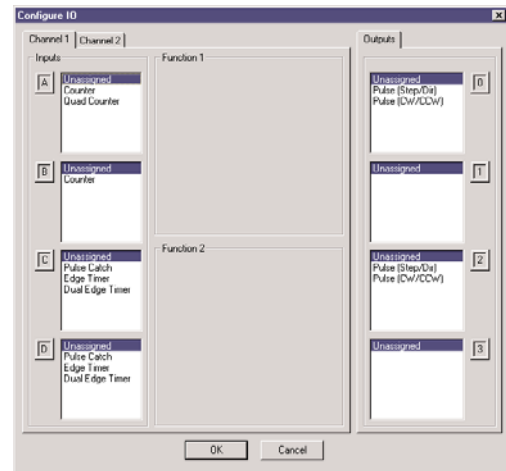 Configure IO
Channel 1 Channel 2
Outputs
Inputs
A
Unassigned
Counter
Quad Counter
B
Unassigned
Counter
C
Unassigned
Pulse Catch
Edge Timer
Dual Edge Timer
D
Unassigned
Pulse Catch
Edge Timer
Dual Edge Timer
Function 1
Function 2
Unassigned
Pulse (Step/Dir)
Pulse (CW/CCW)
0
Unassigned
1
Unassigned
Pulse (Step/Dir)
Pulse (CW/CCW)
2
Unassigned
3
OK Cancel